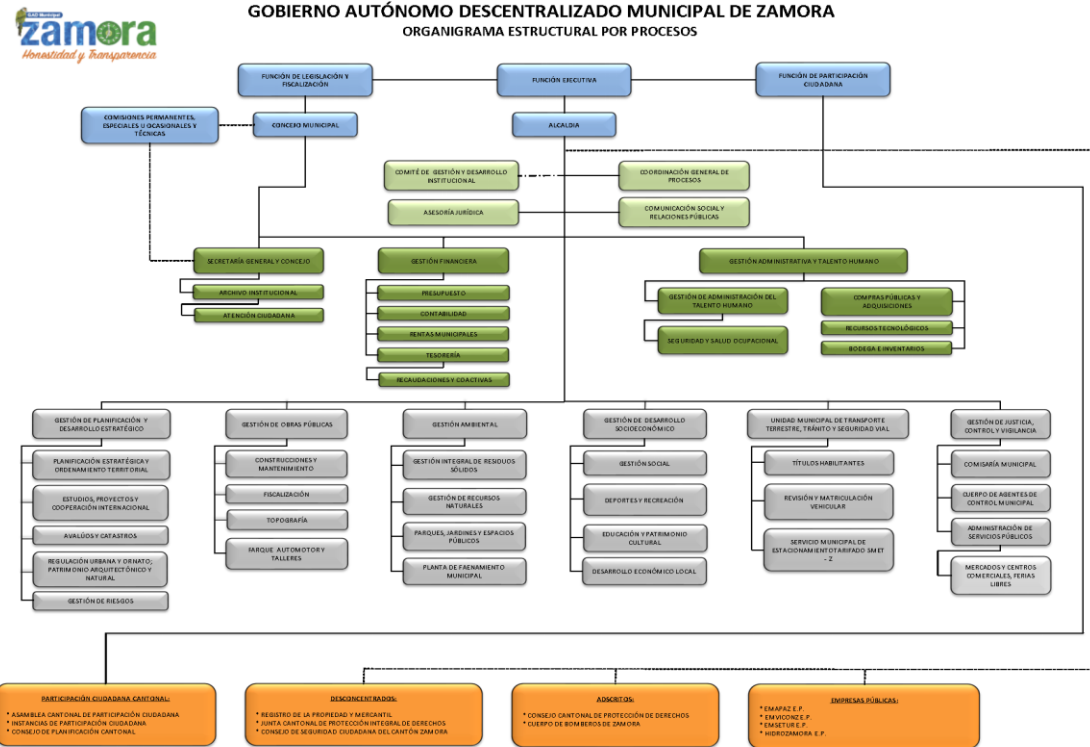 GAD Municipal
zamora
Honestidad y Transparencia
GOBIERNO AUTÓNOMO DESCENTRALIZADO MUNICIPAL DE ZAMORA
ORGANIGRAMA ESTRUCTURAL POR PROCESOS
FUNCIÓN DE LEGISLACIÓN Y
FISCALIZACIÓN
FUNCIÓN EJECUTIVA
FUNCIÓN DE PARTICIPACIÓN
CIUDADANA
COMISIONES PERMANENTES,
ESPECIALES U OCASIONALES Y
TÉCNICAS
CONCEJO MUNICIPAL
ALCALDIA
COMITÉ DE GESTIÓN Y DESARROLLO
INSTITUCIONAL
COORDINACIÓN GENERAL DE
PROCESOS
ASESORÍA JURÍDICA
COMUNICACIÓN SOCIAL Y
RELACIONES PÚBLICAS
SECRETARÍA GENERAL Y CONCEJO
ARCHIVO INSTITUCIONAL
ATENCIÓN CIUDADANA
GESTIÓN FINANCIERA
PRESUPUESTO
CONTABILIDAD
RENTAS MUNICIPALES
TESORERÍA
RECAUDACIONES Y COACTIVAS
GESTIÓN ADMINISTRATIVA Y TALENTO HUMANO
GESTIÓN DE ADMINISTRACIÓN DEL
TALENTO HUMANO
SEGURIDAD Y SALUD OCUPACIONAL
COMPRAS PÚBLICAS Y
ADQUISICIONES
RECURSOS TECNOLÓGICOS
BODEGA E INVENTARIOS
GESTIÓN DE PLANIFICACIÓN Y
DESARROLLO ESTRATÉGICO
PLANIFICACIÓN ESTRATÉGICA Y
ORDENAMIENTO TERRITORIAL
ESTUDIOS, PROYECTOS Y
COOPERACIÓN INTERNACIONAL
AVALÚOS Y CATASTROS
REGULACIÓN URBANA Y ORNATO;
PATRIMONIO ARQUITECTÓNICO Y
NATURAL
GESTIÓN DE RIESGOS
GESTIÓN DE OBRAS PÚBLICAS
CONSTRUCCIONES Y
MANTENIMIENTO
FISCALIZACIÓN
TOPOGRAFÍA
PARQUE AUTOMOTOR Y
TALLERES
GESTIÓN AMBIENTAL
GESTIÓN INTEGRAL DE RESIDUOS
SÓLIDOS
GESTIÓN DE RECURSOS
NATURALES
PARQUES, JARDINES Y ESPACIOS
PÚBLICOS
PLANTA DE FAENAMIENTO
MUNICIPAL
GESTIÓN DE DESARROLLO
SOCIOECONÓMICO
GESTIÓN SOCIAL
DEPORTES Y RECREACIÓN
EDUCACIÓN Y PATRIMONIO
CULTURAL
DESARROLLO ECONÓMICO LOCAL
UNIDAD MUNICIPAL DE TRANSPORTE
TERRESTRE, TRÁNSITO Y SEGURIDAD VIAL
TÍTULOS HABILITANTES
REVISIÓN Y MATRICULACIÓN
VEHICULAR
SERVICIO MUNICIPAL DE
ESTACIONAMIENTO TARIFADO SMET
- Z
GESTIÓN DE JUSTICIA,
CONTROL Y VIGILANCIA
COMISARÍA MUNICIPAL
CUERPO DE AGENTES DE
CONTROL MUNICIPAL
ADMINISTRACIÓN DE
SERVICIOS PÚBLICOS
MERCADOS Y CENTROS
COMERCIALES, FERIAS
LIBRES
PARTICIPACIÓN CIUDADANA CANTONAL:
* ASAMBLEA CANTONAL DE PARTICIPACIÓN CIUDADANA
* INSTANCIAS DE PARTICIPACIÓN CIUDADANA
* CONSEJO DE PLANIFICACIÓN CANTONAL
DESCONCENTRADOS:
* REGISTRO DE LA PROPIEDAD Y MERCANTIL
* JUNTA CANTONAL DE PROTECCIÓN INTEGRAL DE DERECHOS
* CONSEJO DE SEGURIDAD CIUDADANA DEL CANTÓN ZAMORA
ADSCRITOS:
* CONSEJO CANTONAL DE PROTECCIÓN DE DERECHOS
* CUERPO DE BOMBEROS DE ZAMORA
EMPRESAS PÚBLICAS:
* EMAPAZ E.P.
* EMVICONZ E.P.
* EMSETUR E.P.
* HIDROZAMORA E.P.